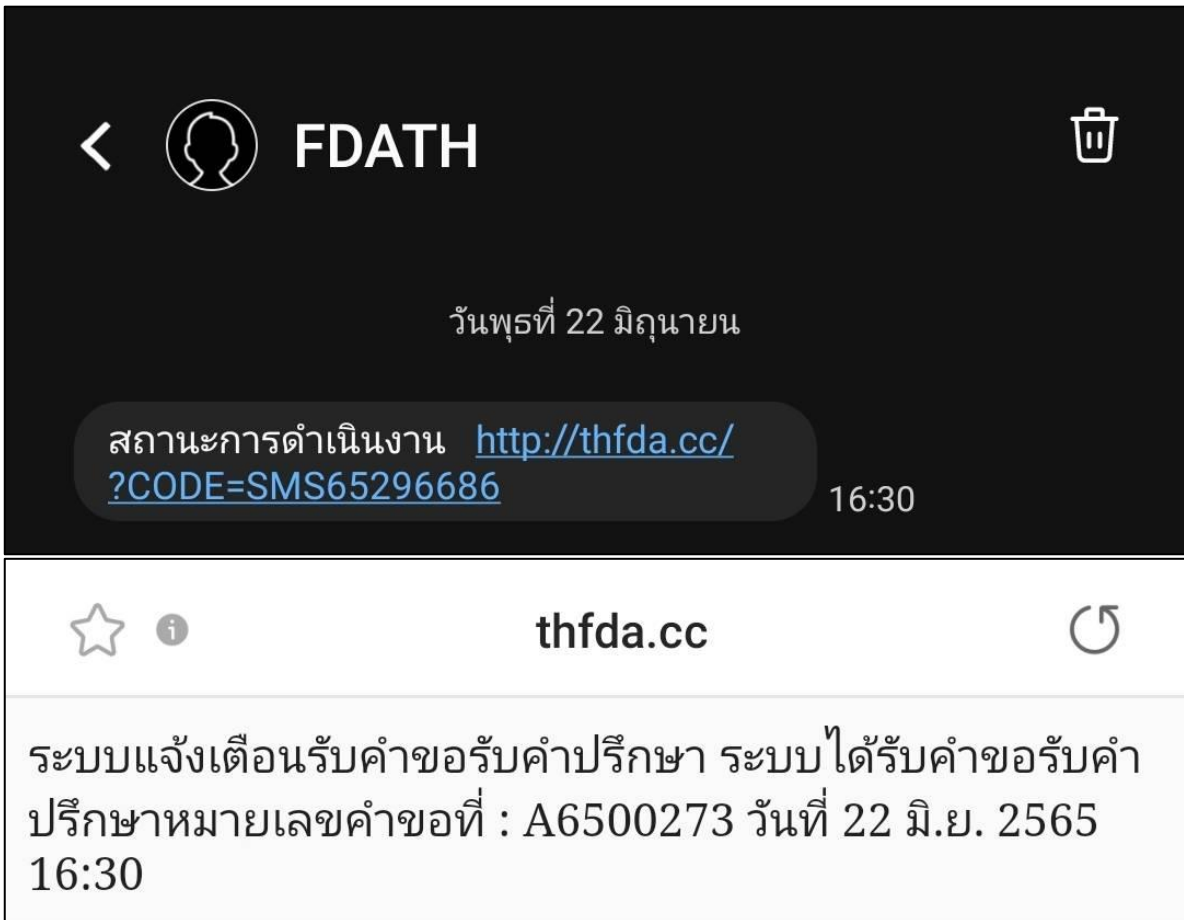 FDATH
วันพุธที่ 22 มิถุนายน
สถานะการดำเนินงาน http://thfda.cc/
?CODE=SMS65296686
16:30
thfda.cc
ระบบแจ้งเตือนรับคำขอรับคำปรึกษา ระบบได้รับคำขอรับคำ
ปรึกษาหมายเลขคำขอที่ : A6500273 วันที่ 22 มิ.ย. 2565
16:30